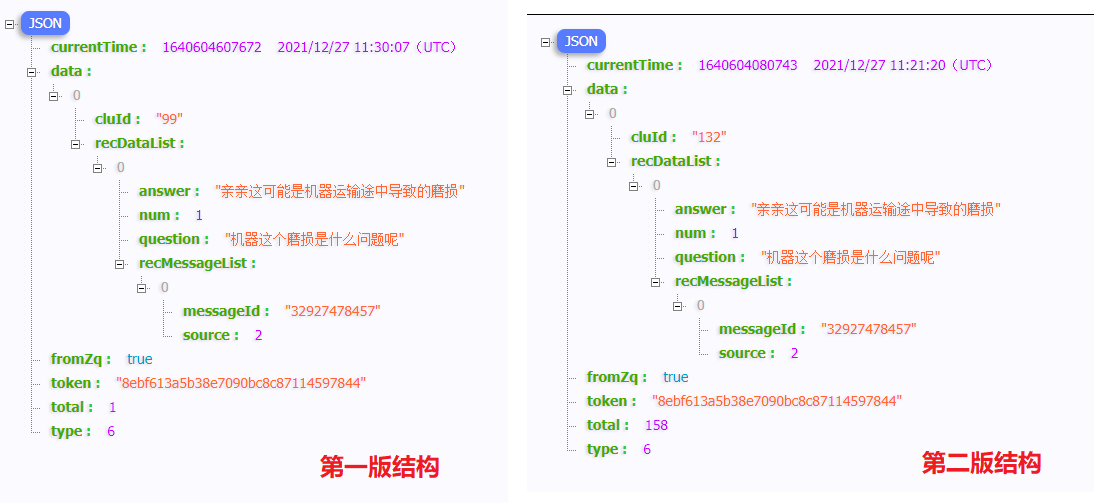 JSON
currentTime : 1640604607672 2021/12/27 11:30:07（UTC）
data :
0
cluId : "99"
recDataList :
0
answer : "亲亲这可能是机器运输途中导致的磨损"
num : 1
question : "机器这个磨损是什么问题呢"
recMessageList :
0
messageId : "32927478457"
source : 2
fromZq : true
token : "8ebf613a5b38e7090bc8c87114597844"
total : 1
type : 6
第一版结构
JSON
currentTime : 1640604080743 2021/12/27 11:21:20（UTC）
data :
0
cluId : "132"
recDataList :
0
answer : "亲亲这可能是机器运输途中导致的磨损"
num : 1
question : "机器这个磨损是什么问题呢"
recMessageList :
0
messageId : "32927478457"
source : 2
fromZq : true
token : "8ebf613a5b38e7090bc8c87114597844"
total : 158
type : 6
第二版结构